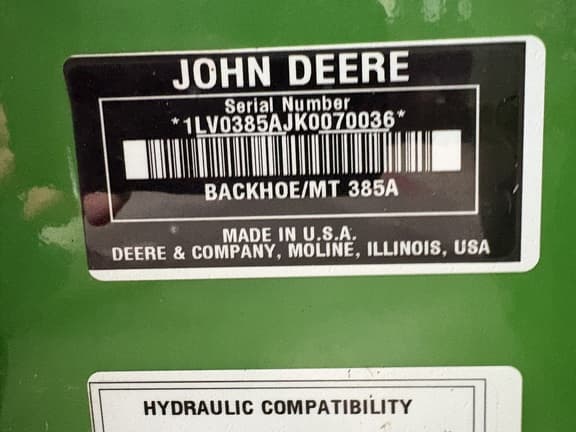 JOHN DEERE
Serial Number
*1LV0385AJK0070036*
BACKHOE/MT 385A
MADE IN U.S.A.
DEERE & COMPANY, MOLINE, ILLINOIS, USA
HYDRAULIC COMPATIBILITY